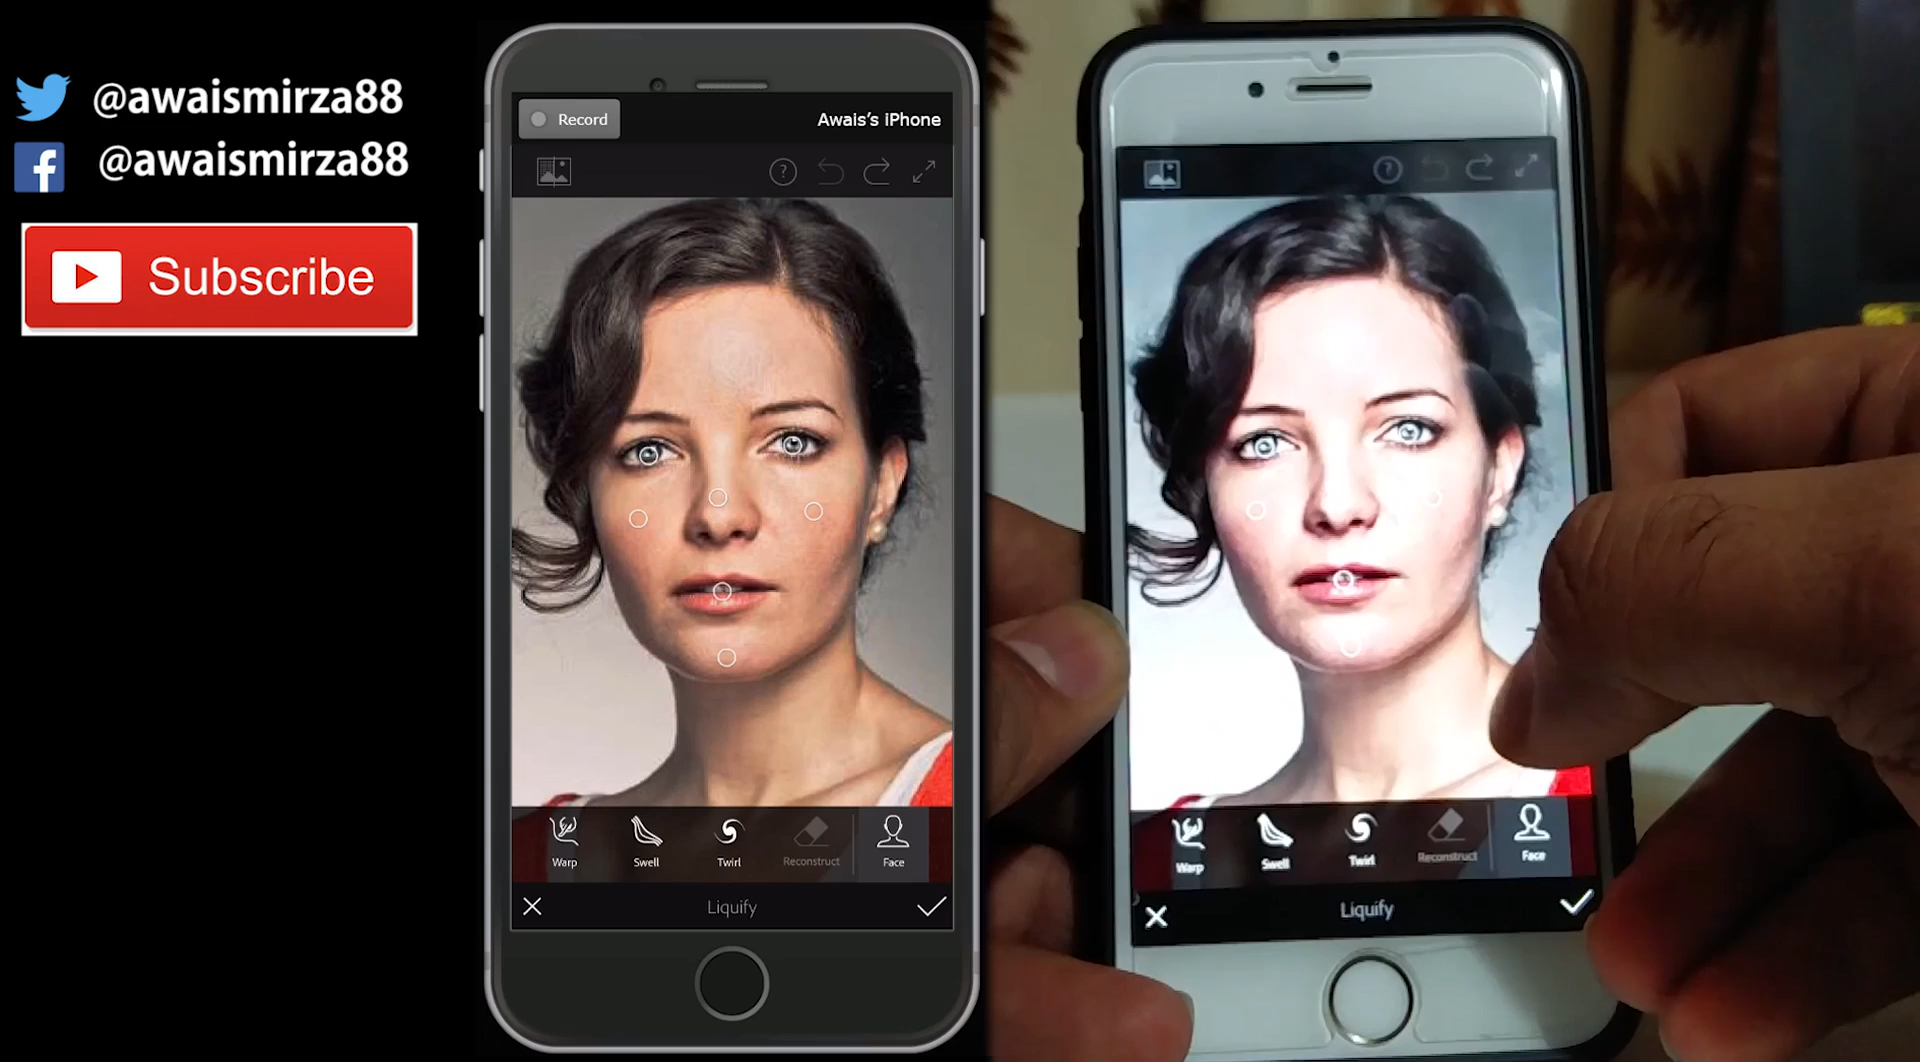 @awaismirza88
@awaismirza88
Subscribe
Record
Awais's iPhone
?
Warp
Swell
Twirl
Reconstruct
Face
Liquify
?
Warp
Swell
Twirl
Reconstruct
Face
Liquify